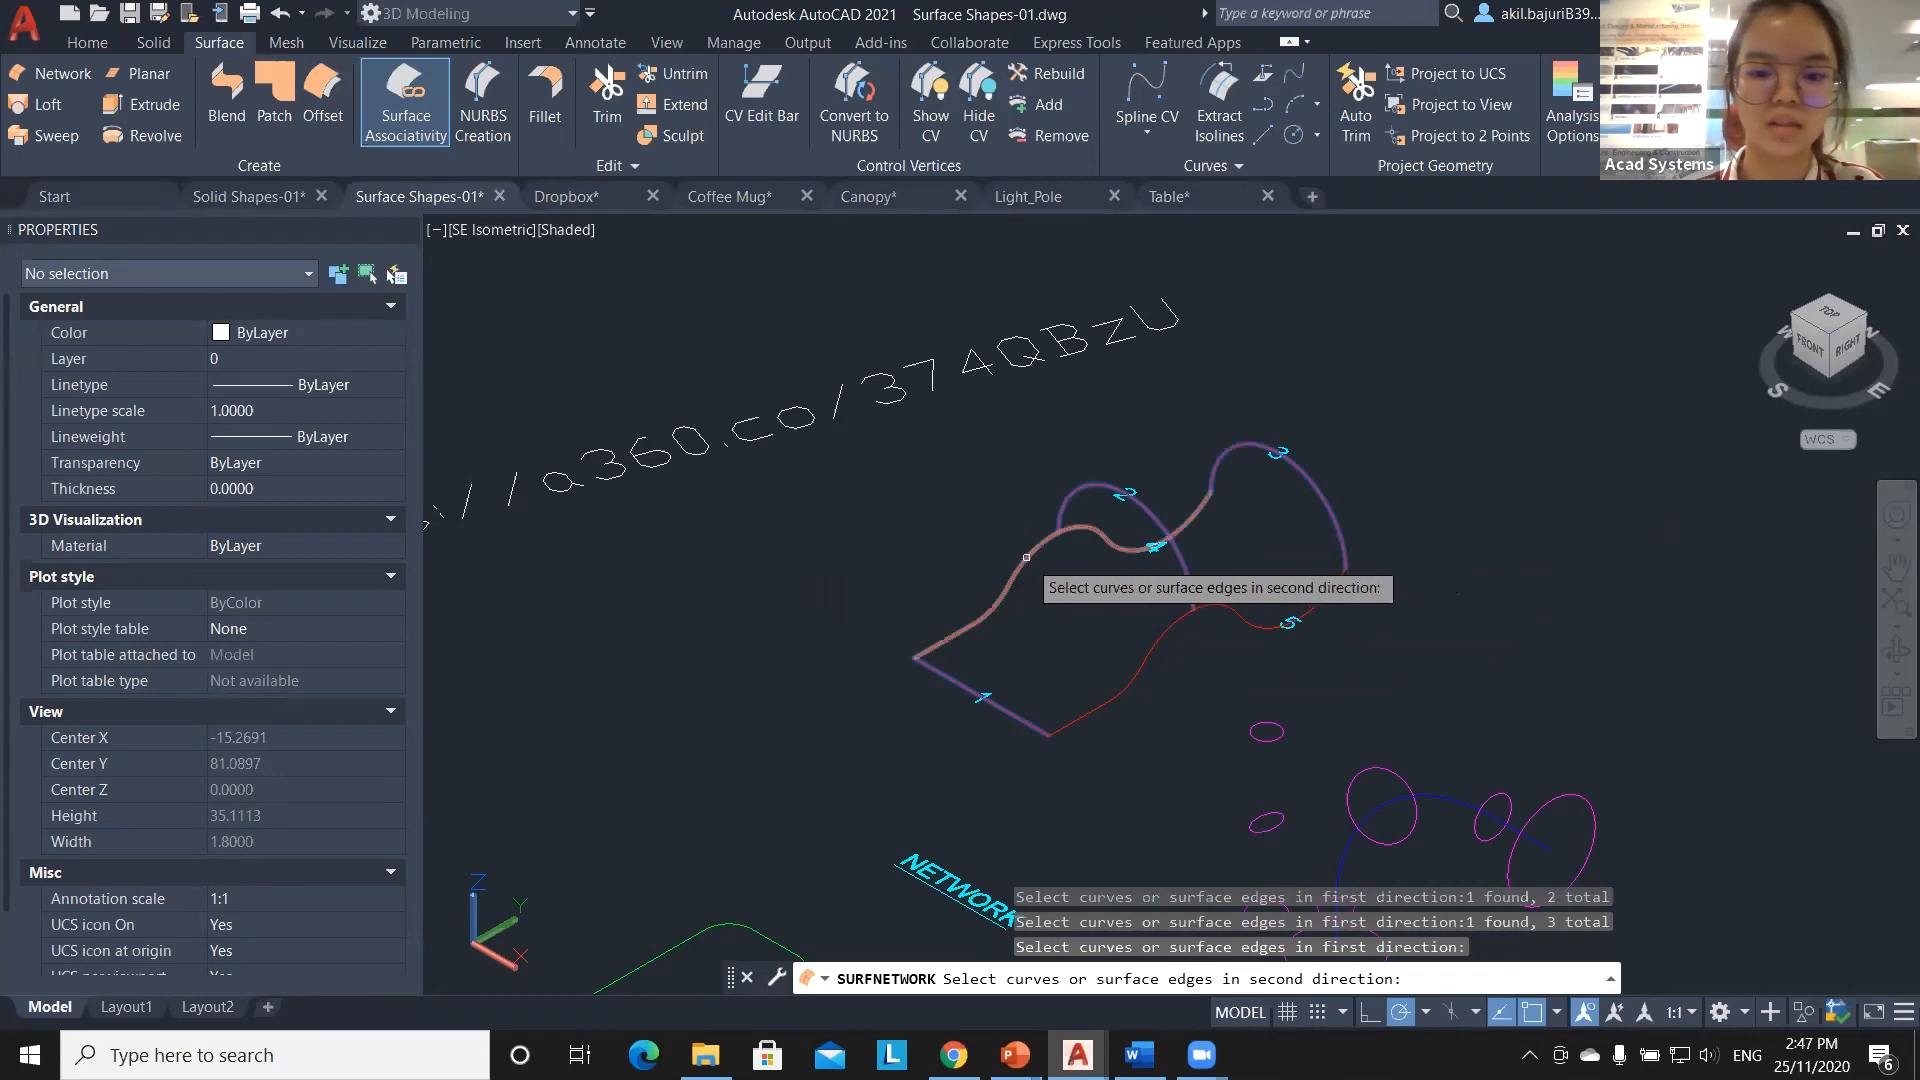 3D Modeling
Autodesk AutoCAD 2021 Surface Shapes-01.dwg
Type a keyword or phrase
akil.bajuriB39...
Home Solid Surface Mesh Visualize Parametric Insert Annotate View Manage Output Add-ins Collaborate Express Tools Featured Apps
Network Planar
Loft Extrude
Sweep Revolve
Blend Patch Offset
Surface Associativity
NURBS Creation
Fillet
Trim
Untrim
Extend
Sculpt
CV Edit Bar
Convert to NURBS
Show CV
Hide CV
Rebuild
Add
Remove
Spline CV
Extract Isolines
Auto Trim
Project to UCS
Project to View
Project to 2 Points
Analysis Options
Create Edit Control Vertices Curves Project Geometry
Acad Systems
Start Solid Shapes-01* Surface Shapes-01* Dropbox* Coffee Mug* Canopy* Light_Pole Table*
PROPERTIES
[−][SE Isometric][Shaded]
No selection
General
Color ByLayer
Layer 0
Linetype ByLayer
Linetype scale 1.0000
Lineweight ByLayer
Transparency ByLayer
Thickness 0.0000
3D Visualization
Material ByLayer
Plot style
Plot style ByColor
Plot style table None
Plot table attached to Model
Plot table type Not available
View
Center X -15.2691
Center Y 81.0897
Center Z 0.0000
Height 35.1113
Width 1.8000
Misc
Annotation scale 1:1
UCS icon On Yes
UCS icon at origin Yes
://a360.co/374QBzU
TOP
FRONT RIGHT
W S E
WCS
2
3
4
5
1
Select curves or surface edges in second direction:
NETWORK
Z
Y
X
Select curves or surface edges in first direction:1 found, 2 total
Select curves or surface edges in first direction:1 found, 3 total
Select curves or surface edges in first direction:
SURFNETWORK Select curves or surface edges in second direction:
Model Layout1 Layout2
MODEL 1:1
Type here to search
ENG
2:47 PM
25/11/2020
6